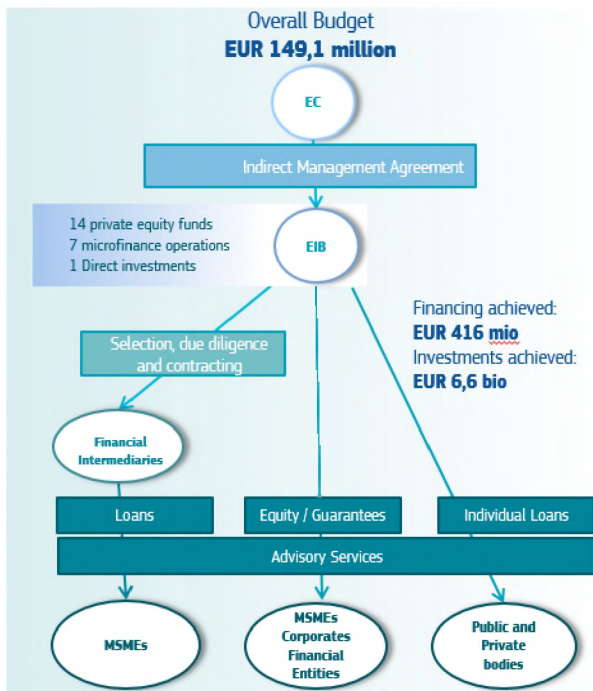 Overall Budget
EUR 149,1 million
EC
Indirect Management Agreement
14 private equity funds
7 microfinance operations
1 Direct investments
EIB
Financing achieved:
EUR 416 mio
Investments achieved:
EUR 6,6 bio
Selection, due diligence
and contracting
Financial
Intermediaries
Loans
Equity / Guarantees
Individual Loans
Advisory Services
MSMEs
MSMEs
Corporates
Financial
Entities
Public and
Private
bodies